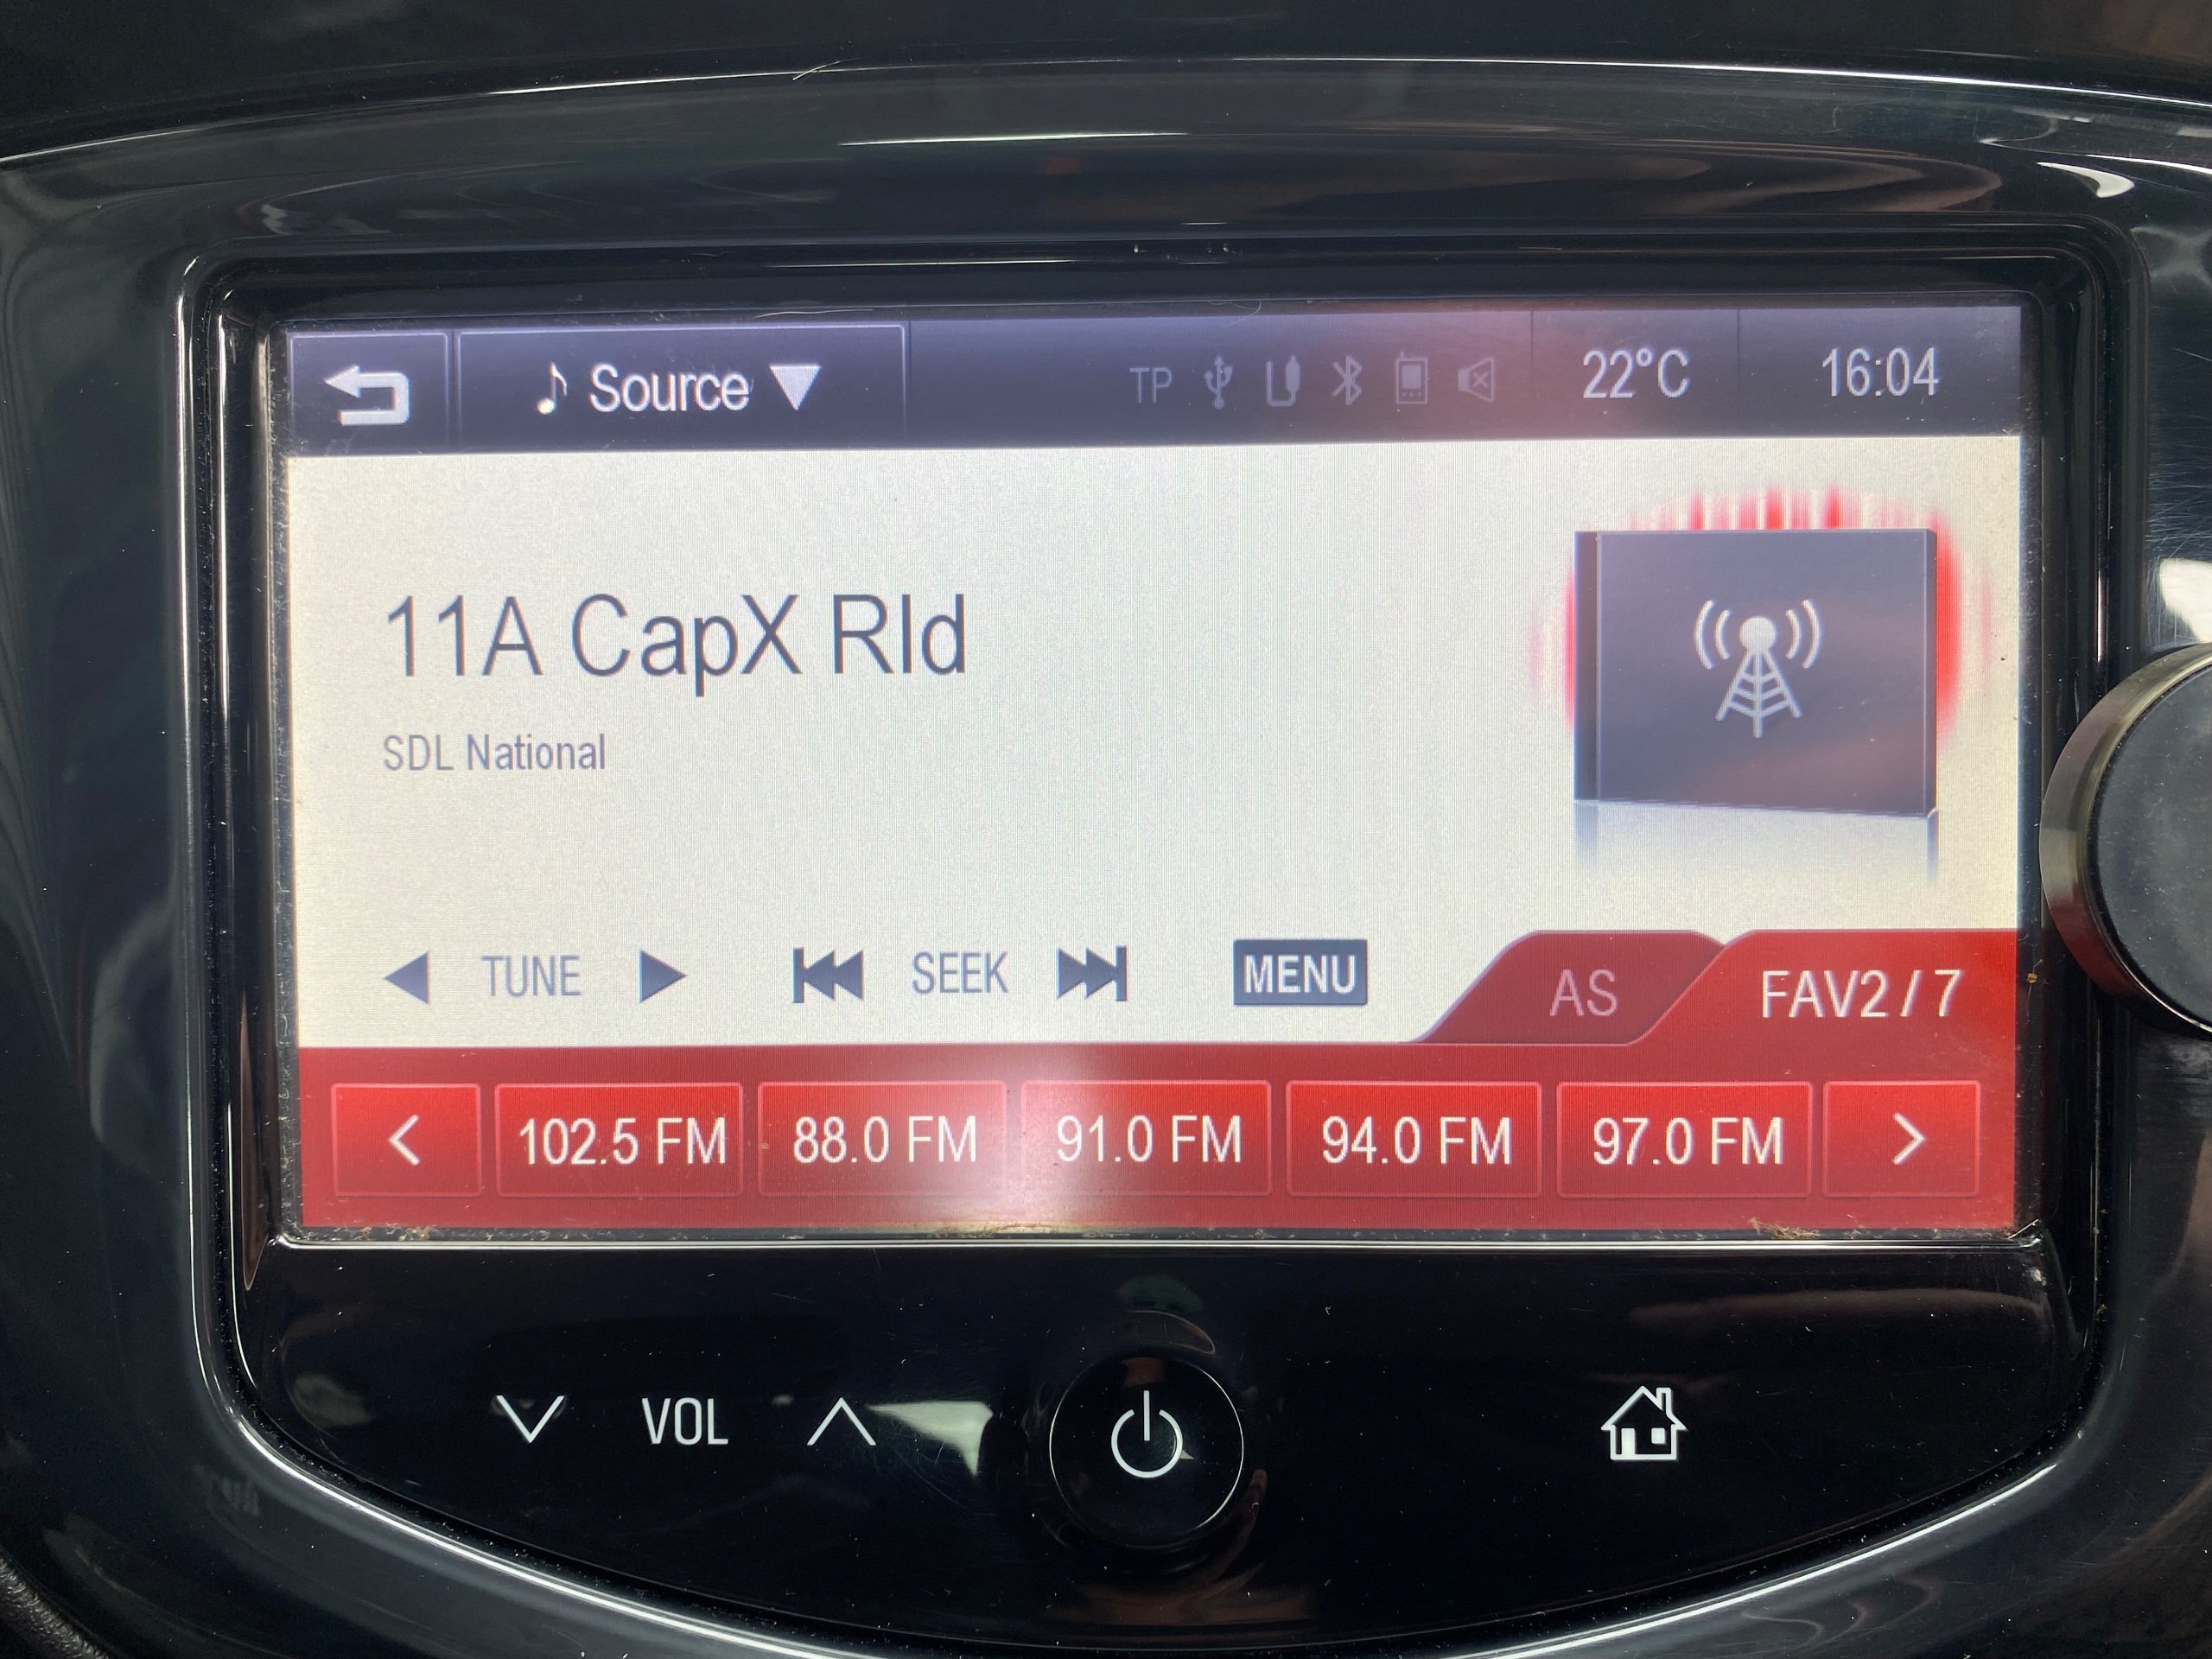 Source TP 22°C 16:04
11A CapX Rld
SDL National
TUNE SEEK MENU AS FAV2 / 7
102.5 FM 88.0 FM 91.0 FM 94.0 FM 97.0 FM
VOL